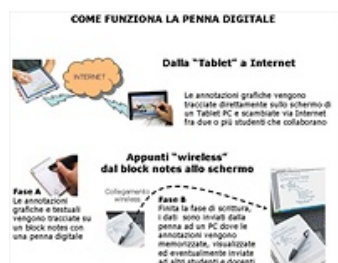 COME FUNZIONA LA PENNA DIGITALE
Dalla "Tablet" a Internet
INTERNET
Le annotazioni grafiche vengono
tracciate direttamente sullo schermo di
un Tablet PC e scambiate via Internet
fra due o più studenti che collaborano
Appunti "wireless"
dal block notes allo schermo
Fase A
Le annotazioni
grafiche e testuali
vengono tracciate su
un block notes con
una penna digitale
Collegamento
wireless
Fase B
Finita la fase di scrittura,
i dati sono inviati dalla
penna ad un PC dove le
annotazioni vengono
memorizzate, visualizzate
ed eventualmente inviate
ad altri studenti e docenti